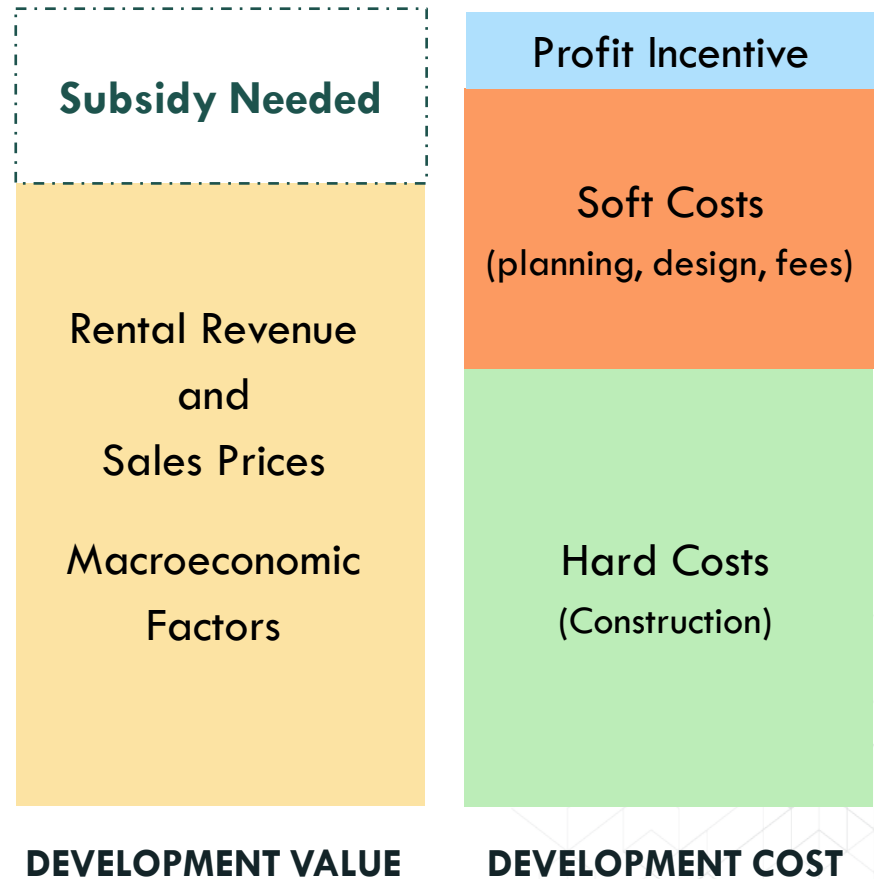 Subsidy Needed
Rental Revenue
and
Sales Prices
Macroeconomic
Factors
DEVELOPMENT VALUE
Profit Incentive
Soft Costs
(planning, design, fees)
Hard Costs
(Construction)
DEVELOPMENT COST